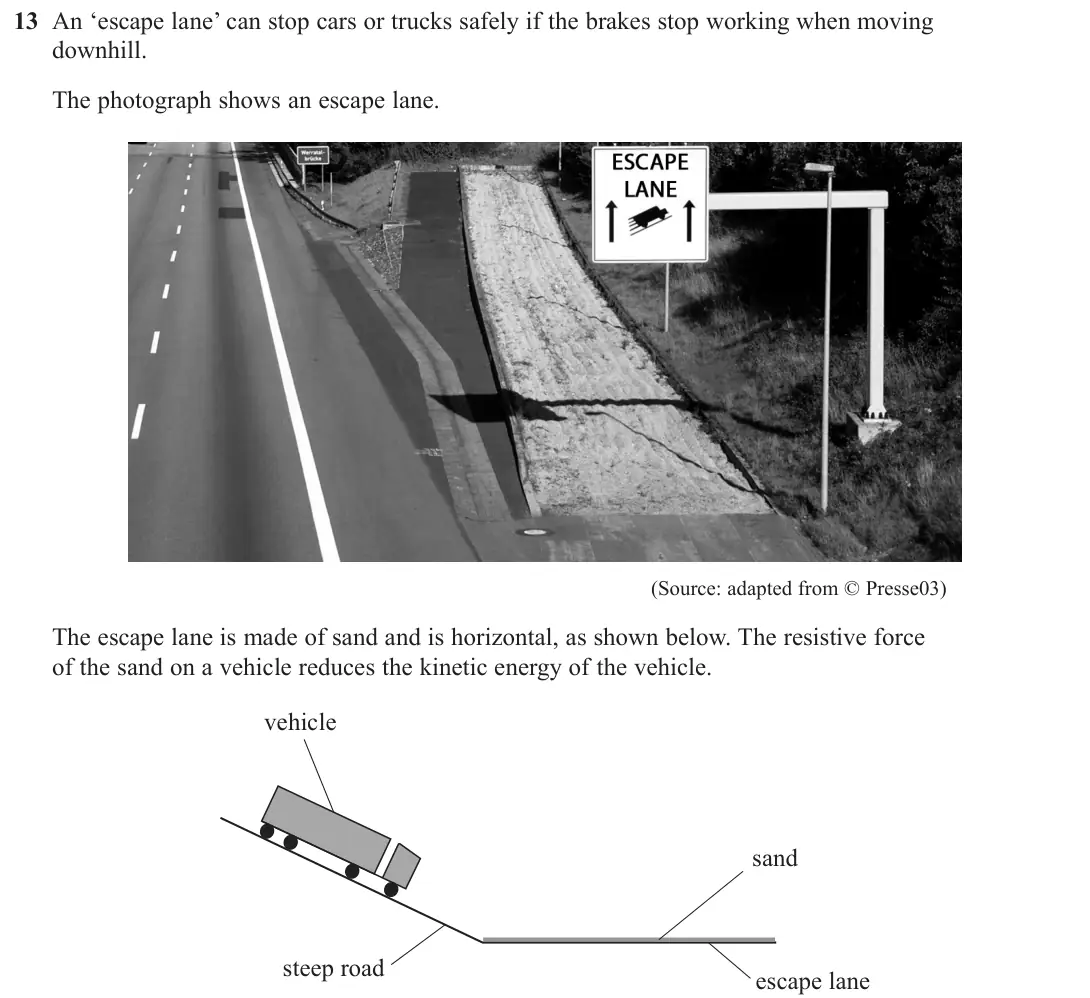 13 An ‘escape lane’ can stop cars or trucks safely if the brakes stop working when moving
downhill.
The photograph shows an escape lane.
Werratal-
brücke
ESCAPE
LANE
(Source: adapted from © Presse03)
The escape lane is made of sand and is horizontal, as shown below. The resistive force
of the sand on a vehicle reduces the kinetic energy of the vehicle.
vehicle
sand
steep road
escape lane